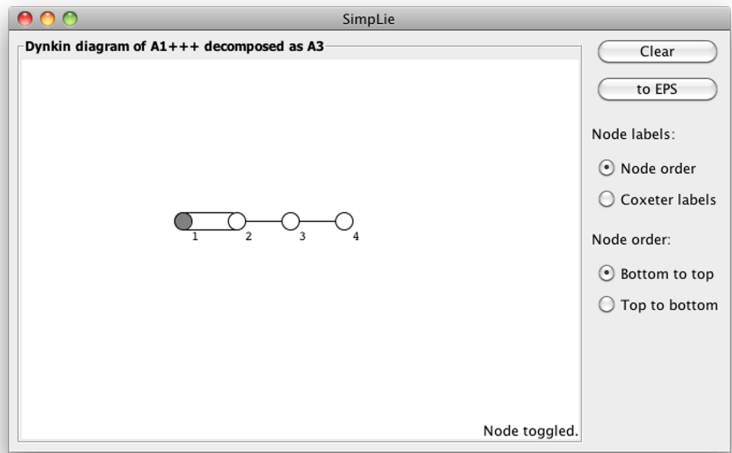 SimpLie
Dynkin diagram of A1+++ decomposed as A3
Clear
to EPS
Node labels:
Node order
Coxeter labels
Node order:
Bottom to top
Top to bottom
1 2 3 4
Node toggled.